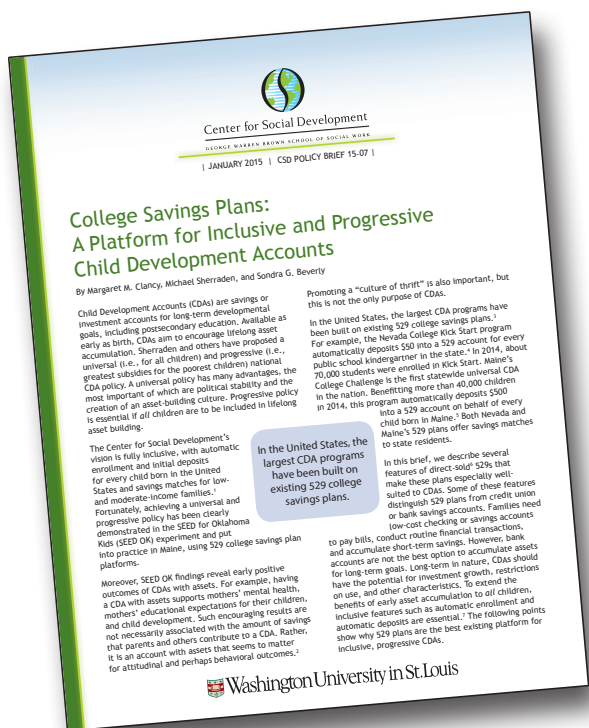 Center for Social Development
GEORGE WARREN BROWN SCHOOL OF SOCIAL WORK
| JANUARY 2015 | CSD POLICY BRIEF 15-07 |
College Savings Plans:
A Platform for Inclusive and Progressive
Child Development Accounts
By Margaret M. Clancy, Michael Sherraden, and Sondra G. Beverly
Child Development Accounts (CDAs) are savings or
investment accounts for long-term developmental
goals, including postsecondary education. Available as
early as birth, CDAs aim to encourage lifelong asset
accumulation. Sherraden and others have proposed a
universal (i.e., for all children) and progressive (i.e.,
greatest subsidies for the poorest children) national
CDA policy. A universal policy has many advantages, the
most important of which are political stability and the
creation of an asset-building culture. Progressive policy
is essential if all children are to be included in lifelong
asset building.
The Center for Social Development's
vision is fully inclusive, with automatic
enrollment and initial deposits
for every child born in the United
States and savings matches for low-
and moderate-income families.¹
Fortunately, achieving a universal and
progressive policy has been clearly
demonstrated in the SEED for Oklahoma
Kids (SEED OK) experiment and put
into practice in Maine, using 529 college savings plan
platforms.
Moreover, SEED OK findings reveal early positive
outcomes of CDAs with assets. For example, having
a CDA with assets supports mothers' mental health,
mothers' educational expectations for their children,
and child development. Such encouraging results are
not necessarily associated with the amount of savings
that parents and others contribute to a CDA. Rather,
it is an account with assets that seems to matter
for attitudinal and perhaps behavioral outcomes.²
In the United States, the
largest CDA programs
have been built on
existing 529 college
savings plans.
Promoting a "culture of thrift" is also important, but
this is not the only purpose of CDAs.
In the United States, the largest CDA programs have
been built on existing 529 college savings plans.³
For example, the Nevada College Kick Start program
automatically deposits $50 into a 529 account for every
public school kindergartner in the state.⁴ In 2014, about
70,000 students were enrolled in Kick Start. Maine's
College Challenge is the first statewide universal CDA
in the nation. Benefitting more than 40,000 children
in 2014, this program automatically deposits $500
into a 529 account on behalf of every
child born in Maine.⁵ Both Nevada and
Maine's 529 plans offer savings matches
to state residents.
In this brief, we describe several
features of direct-sold⁶ 529s that
make these plans especially well-
suited to CDAs. Some of these features
distinguish 529 plans from credit union
or bank savings accounts. Families need
low-cost checking or savings accounts
to pay bills, conduct routine financial transactions,
and accumulate short-term savings. However, bank
accounts are not the best option to accumulate assets
for long-term goals. Long-term in nature, CDAs should
have the potential for investment growth, restrictions
on use, and other characteristics. To extend the
benefits of early asset accumulation to all children,
inclusive features such as automatic enrollment and
automatic deposits are essential.⁷ The following points
show why 529 plans are the best existing platform for
inclusive, progressive CDAs.
Washington University in St. Louis